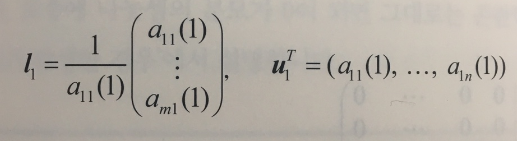 l₁ = 1/a₁₁(1) (a₁₁(1) ⋮ aₘ₁(1)), u₁ᵀ = (a₁₁(1), …, a₁ₙ(1))